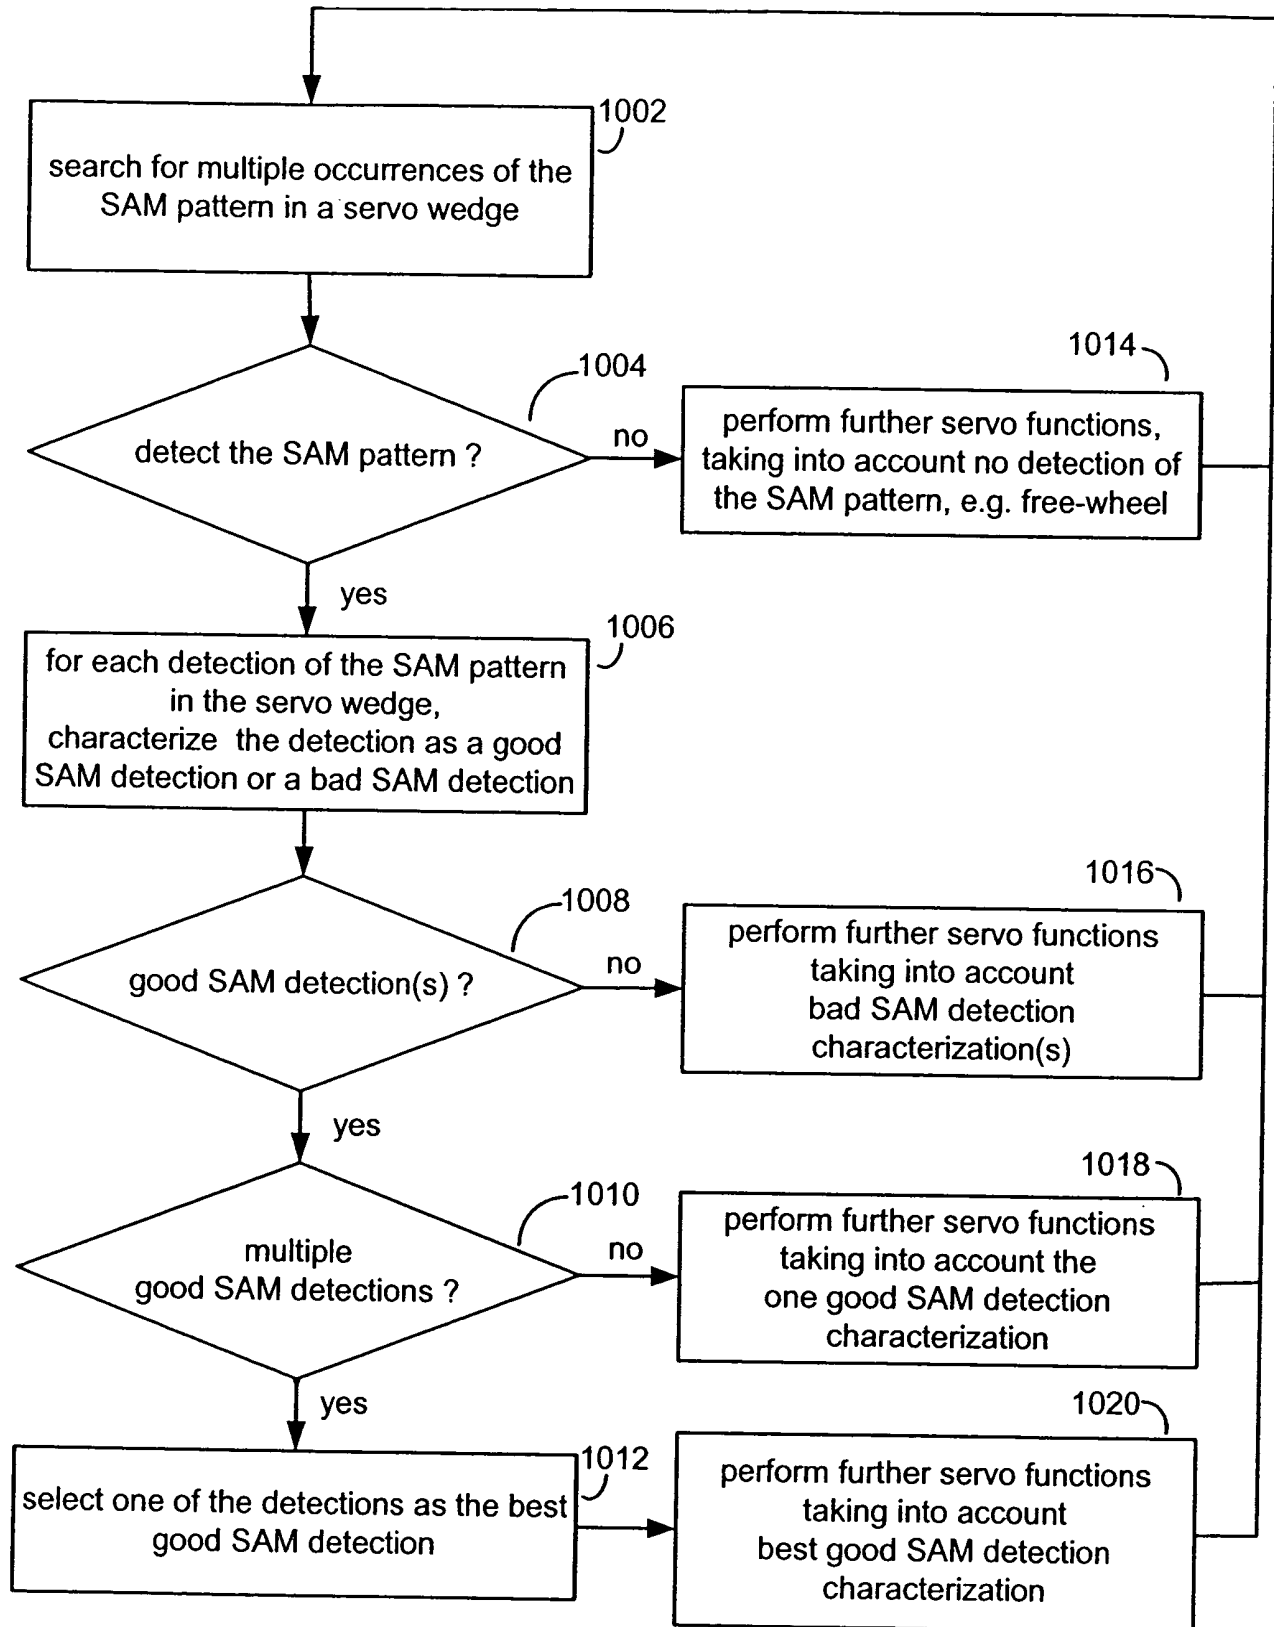 1002
search for multiple occurrences of the
SAM pattern in a servo wedge
1004
detect the SAM pattern ?
no
1014
perform further servo functions,
taking into account no detection of
the SAM pattern, e.g. free-wheel
yes
1006
for each detection of the SAM pattern
in the servo wedge,
characterize the detection as a good
SAM detection or a bad SAM detection
1008
good SAM detection(s) ?
no
1016
perform further servo functions
taking into account
bad SAM detection
characterization(s)
yes
1010
multiple
good SAM detections ?
no
1018
perform further servo functions
taking into account the
one good SAM detection
characterization
yes
1012
select one of the detections as the best
good SAM detection
1020
perform further servo functions
taking into account
best good SAM detection
characterization